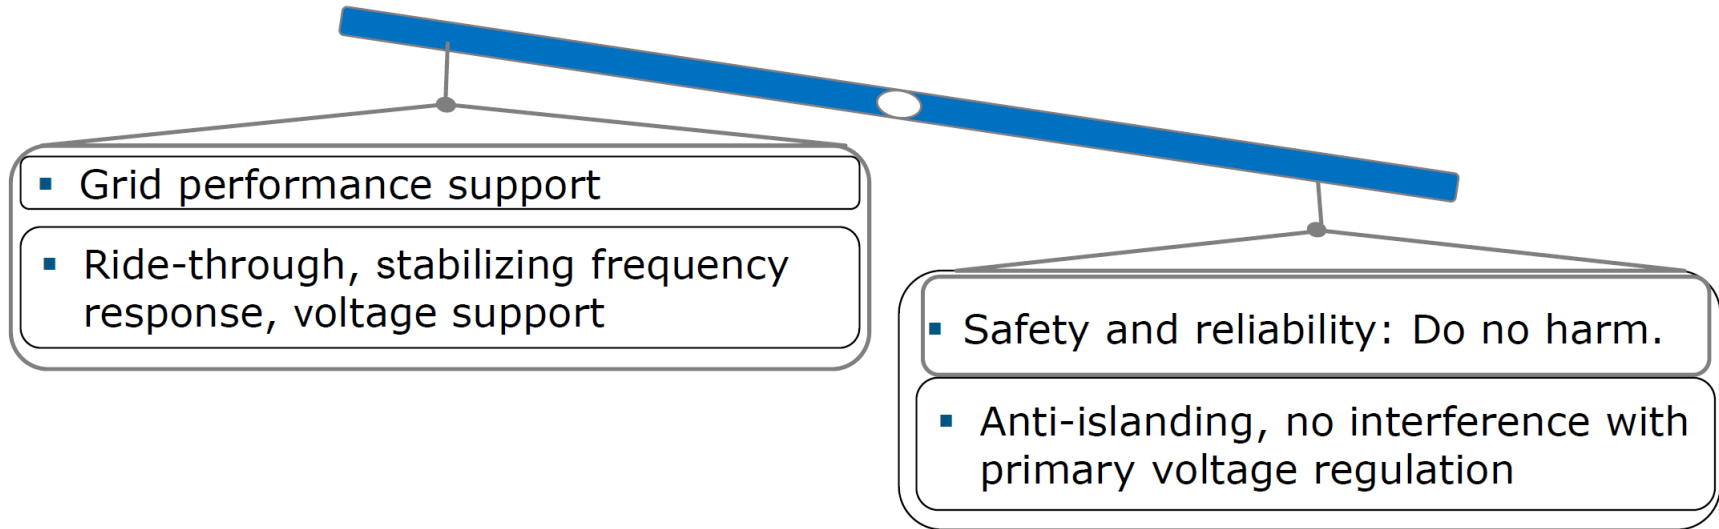 ▪ Grid performance support
▪ Ride-through, stabilizing frequency
response, voltage support
▪ Safety and reliability: Do no harm.
▪ Anti-islanding, no interference with
primary voltage regulation